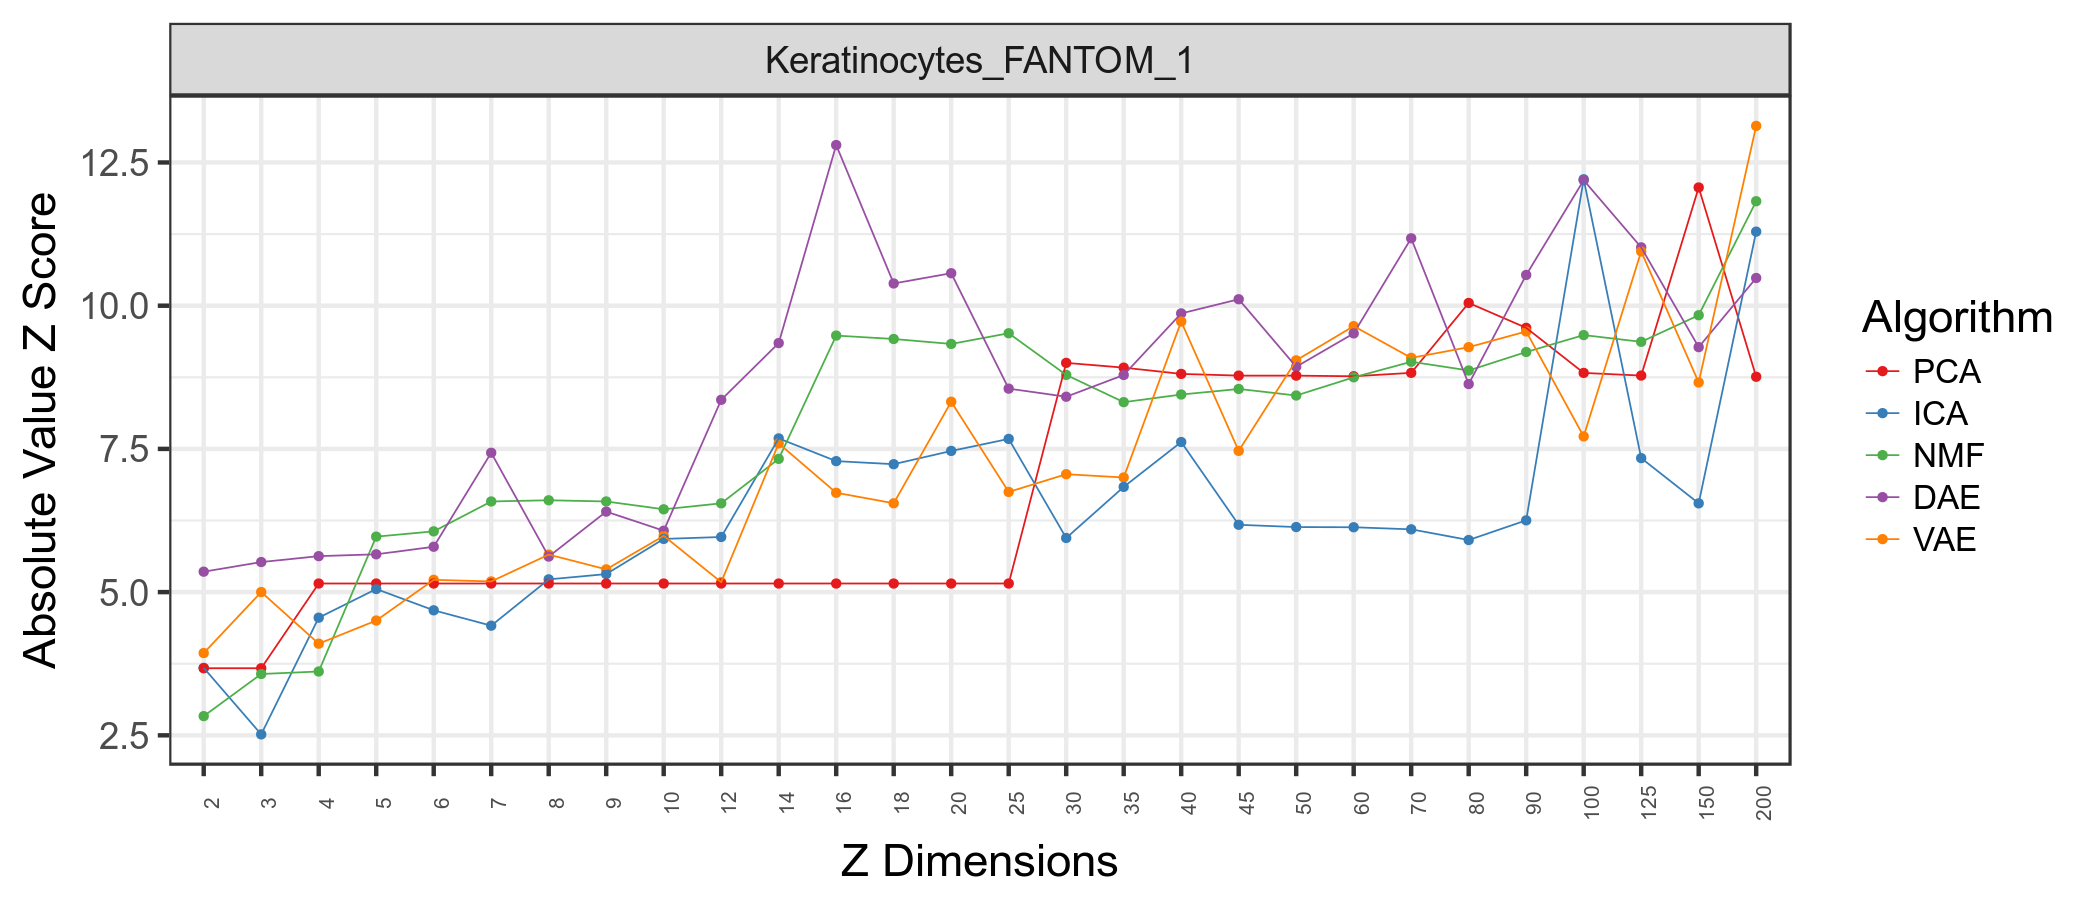 Keratinocytes_FANTOM_1
Absolute Value Z Score
12.5
10.0
7.5
5.0
2.5
2 3 4 5 6 7 8 9 10 12 14 16 18 20 25 30 35 40 45 50 60 70 80 90 100 125 150 200
Z Dimensions
Algorithm
PCA
ICA
NMF
DAE
VAE